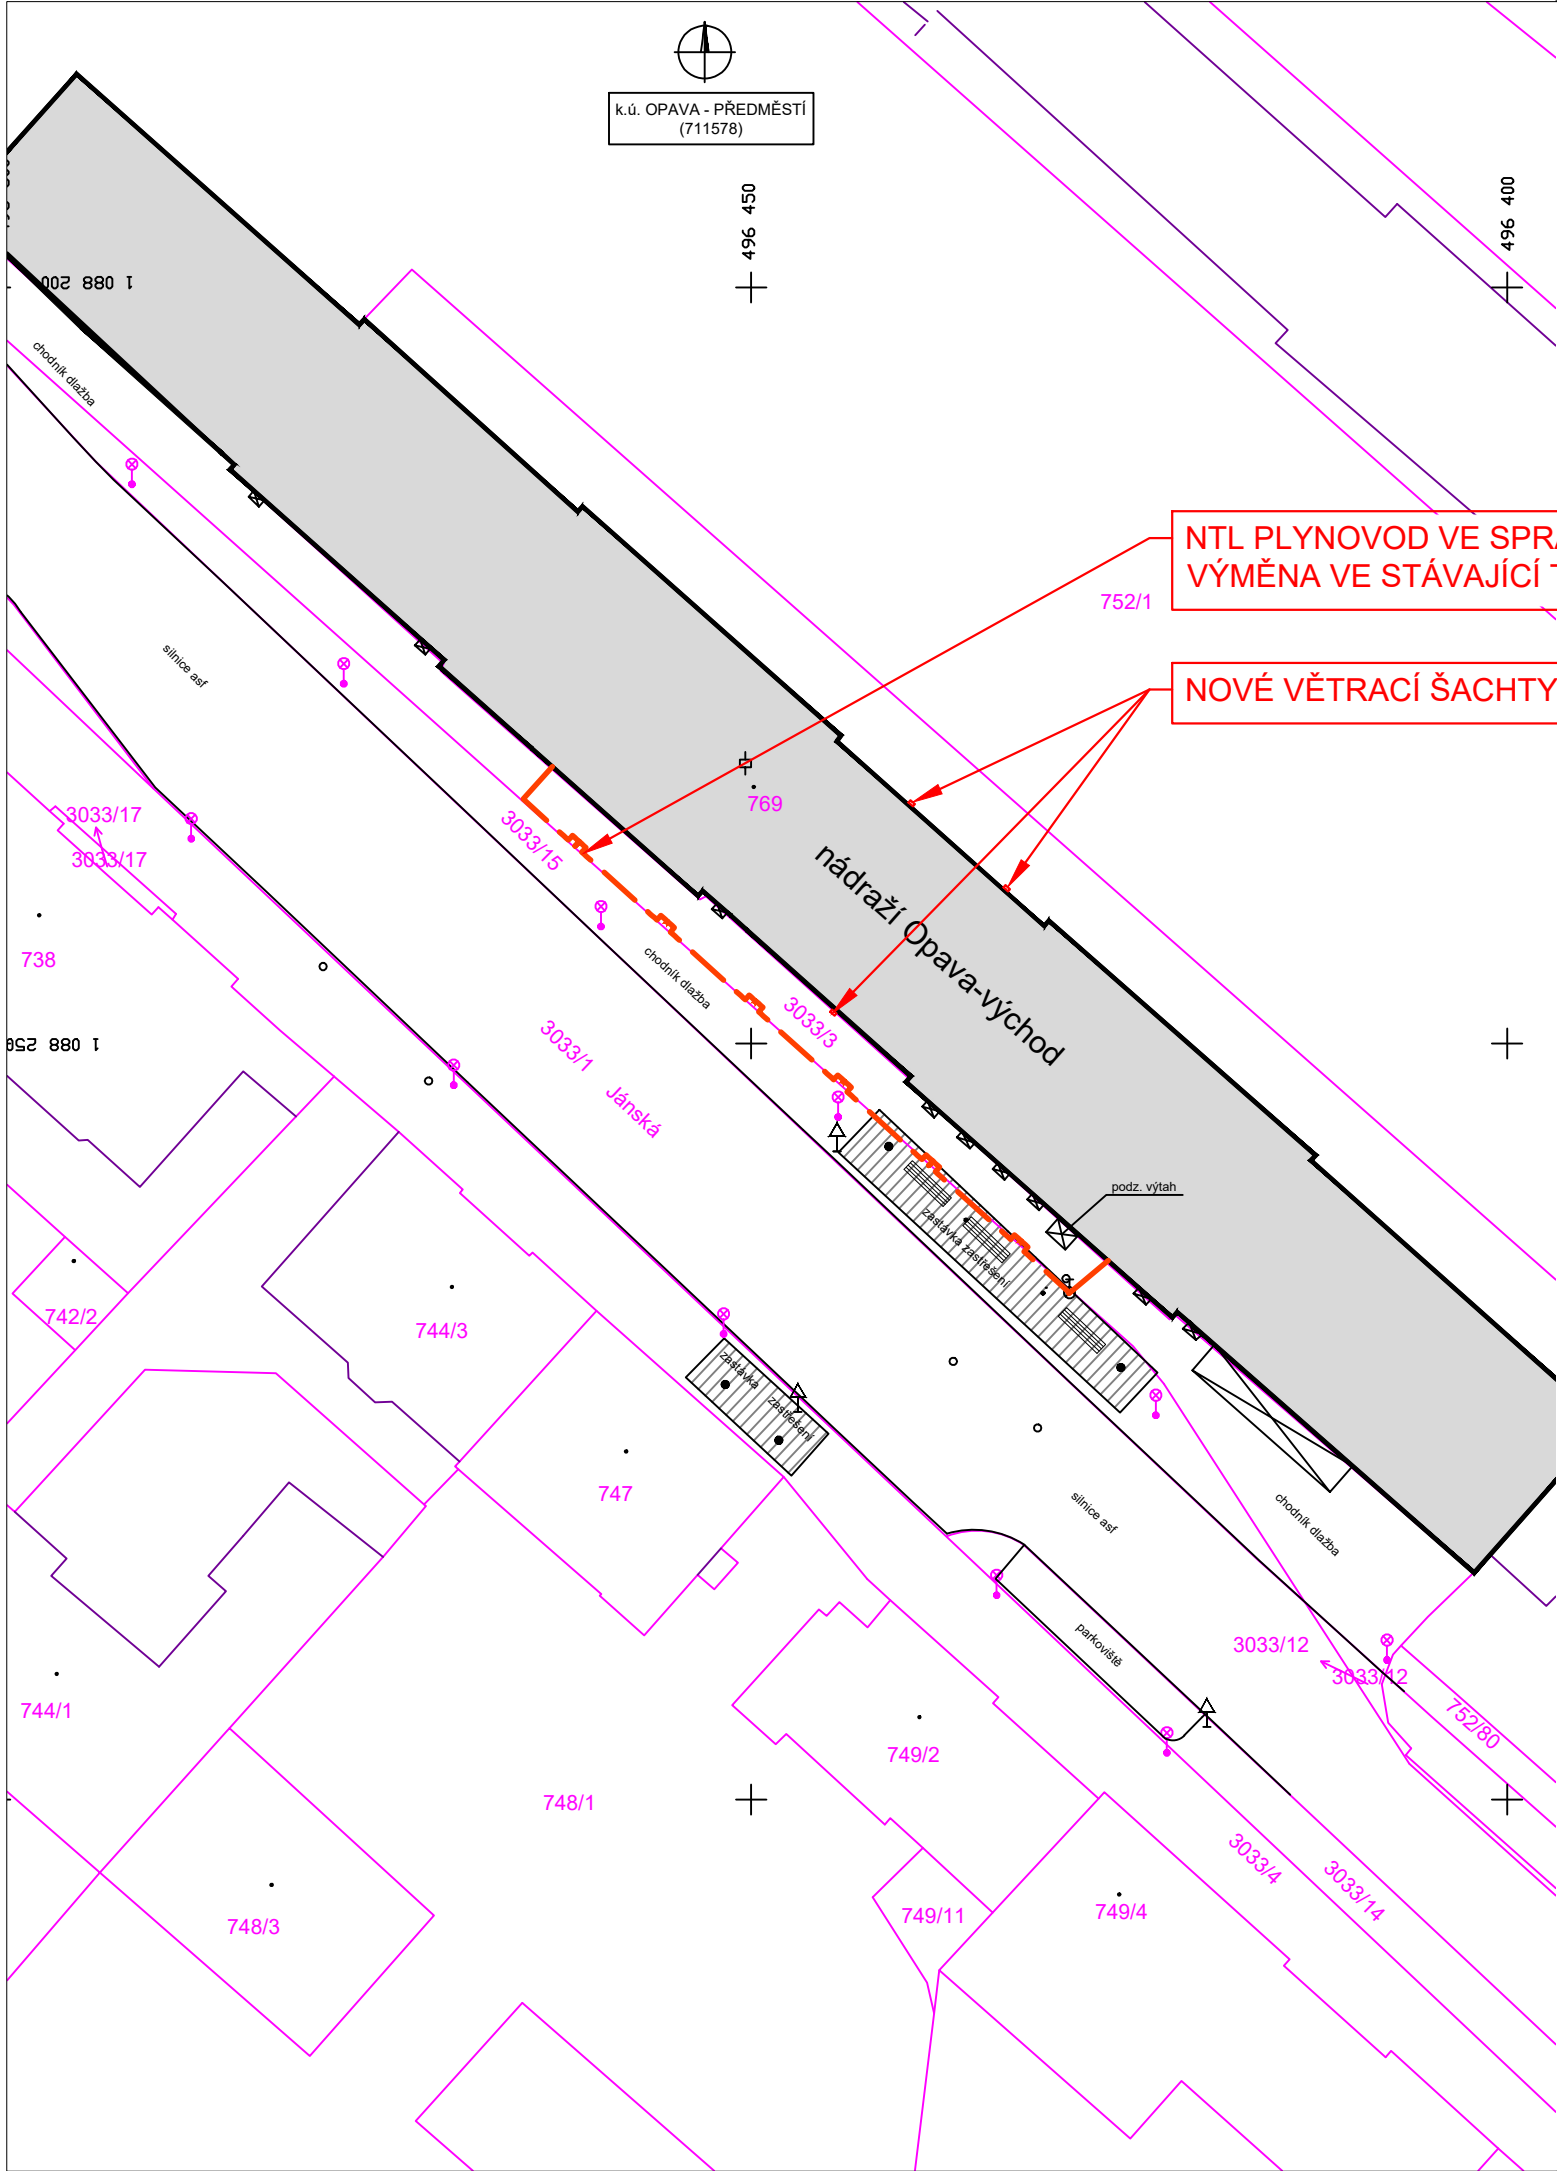 k.ú. OPAVA - PŘEDMĚSTÍ
(711578)
496 450
496 400
1 088 200
chodník dlažba
NTL PLYNOVOD VE
VÝMĚNA VE STÁVAJÍCÍ
752/1
silnice asf
NOVÉ VĚTRACÍ ŠACHTY
769
3033/17
3033/17
3033/15
nádraží Opava-východ
738
chodník dlažba
3033/3
1 088 250
3033/1 Jánská
podz. výtah
zastávka zastřešení
742/2
744/3
zastávka zastřešení
747
silnice asf
chodník dlažba
parkoviště
3033/12
3033/12
744/1
752/80
749/2
748/1
3033/4
3033/14
748/3
749/11
749/4